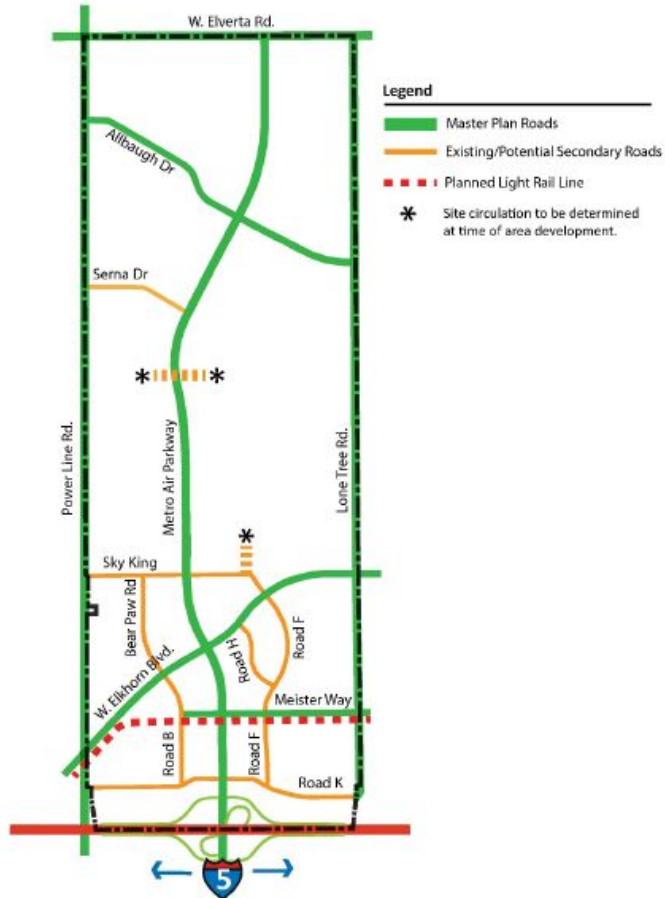 W. Elverta Rd.
Legend
Master Plan Roads
Existing/Potential Secondary Roads
Planned Light Rail Line
* Site circulation to be determined
at time of area development.
Allbaugh Dr
Serna Dr
* *
Power Line Rd.
Metro Air Parkway
Lone Tree Rd.
*
Sky King
Bear Paw Rd
Road F
Road H
W. Elkhorn Blvd.
Meister Way
Road B
Road F
Road K
5